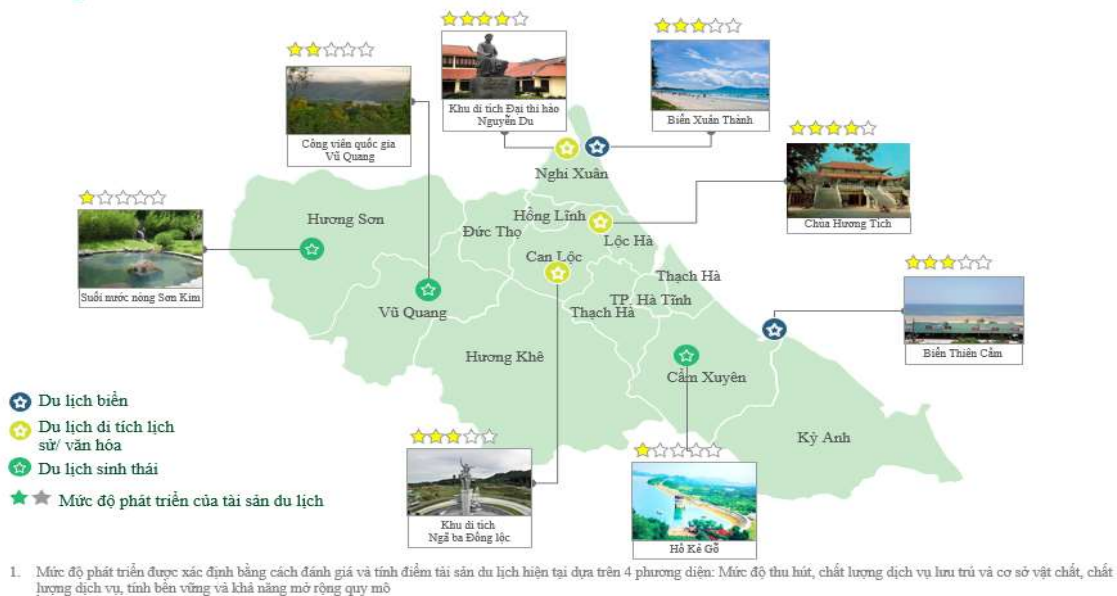 Khu di tích Đại thi hào
Nguyễn Du
Biển Xuân Thành
Công viên quốc gia
Vũ Quang
Chùa Hương Tích
Suối nước nóng Sơn Kim
Nghi Xuân
Hương Sơn
Hồng Lĩnh
Đức Thọ
Lộc Hà
Can Lộc
Thạch Hà
TP. Hà Tĩnh
Thạch Hà
Vũ Quang
Hương Khê
Cẩm Xuyên
Kỳ Anh
Biển Thiên Cầm
Du lịch biển
Du lịch di tích lịch
sử/ văn hóa
Du lịch sinh thái
Mức độ phát triển của tài sản du lịch
Khu di tích
Ngã ba Đồng lộc
Hồ Kẻ Gỗ
1. Mức độ phát triển được xác định bằng cách đánh giá và tính điểm tài sản du lịch hiện tại dựa trên 4 phương diện: Mức độ thu hút, chất lượng dịch vụ lưu trú và cơ sở vật chất, chất
lượng dịch vụ, tính bền vững và khả năng mở rộng quy mô